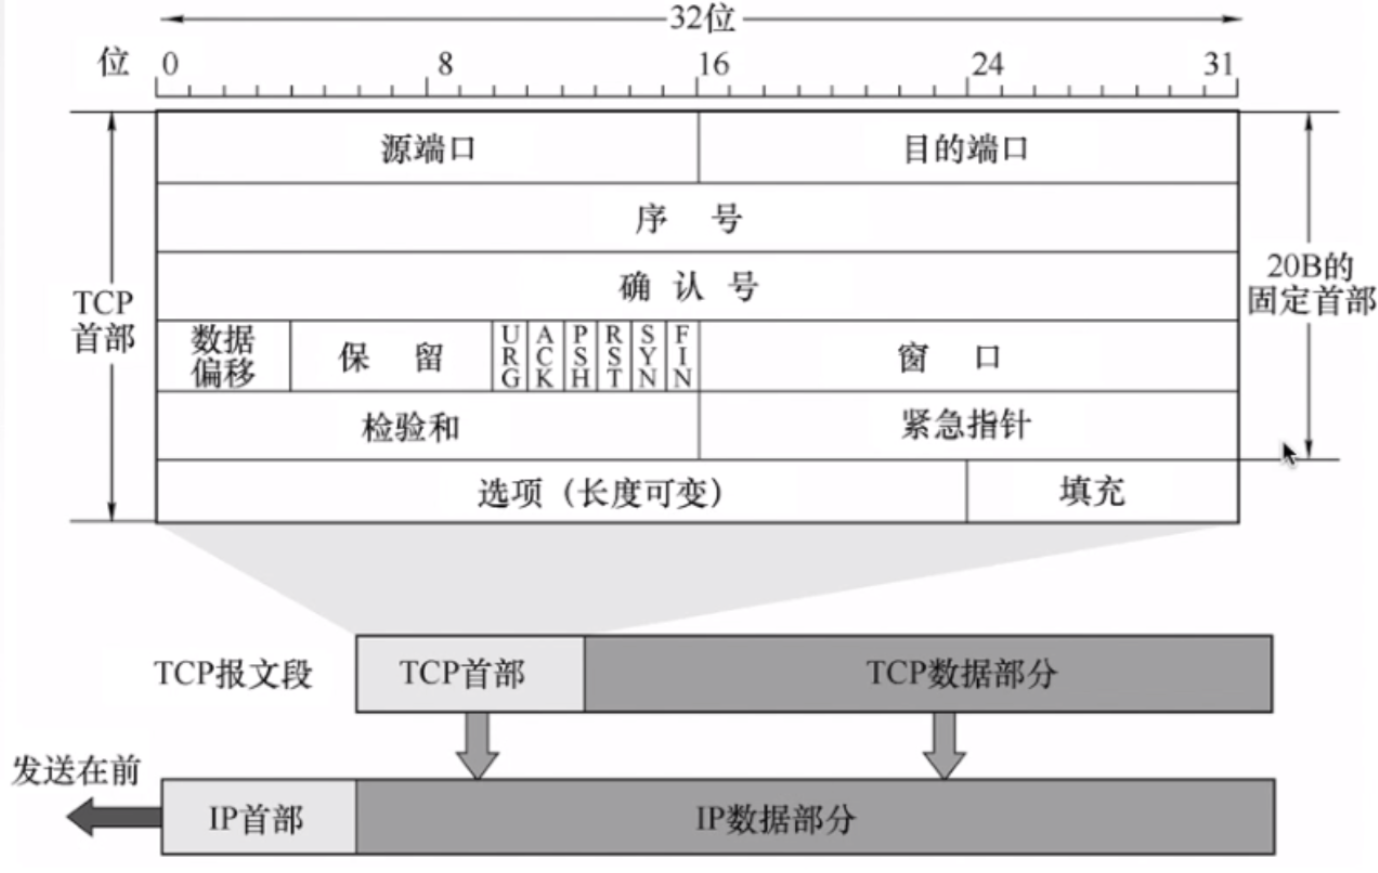 32位
位 0 8 16 24 31
源端口 目的端口
序 号
确 认 号
TCP
首部
20B的
固定首部
数据
偏移
保 留
URG
ACK
PSH
RST
SYN
FIN
窗 口
检验和 紧急指针
选项（长度可变） 填充
TCP报文段 TCP首部 TCP数据部分
发送在前
IP首部 IP数据部分